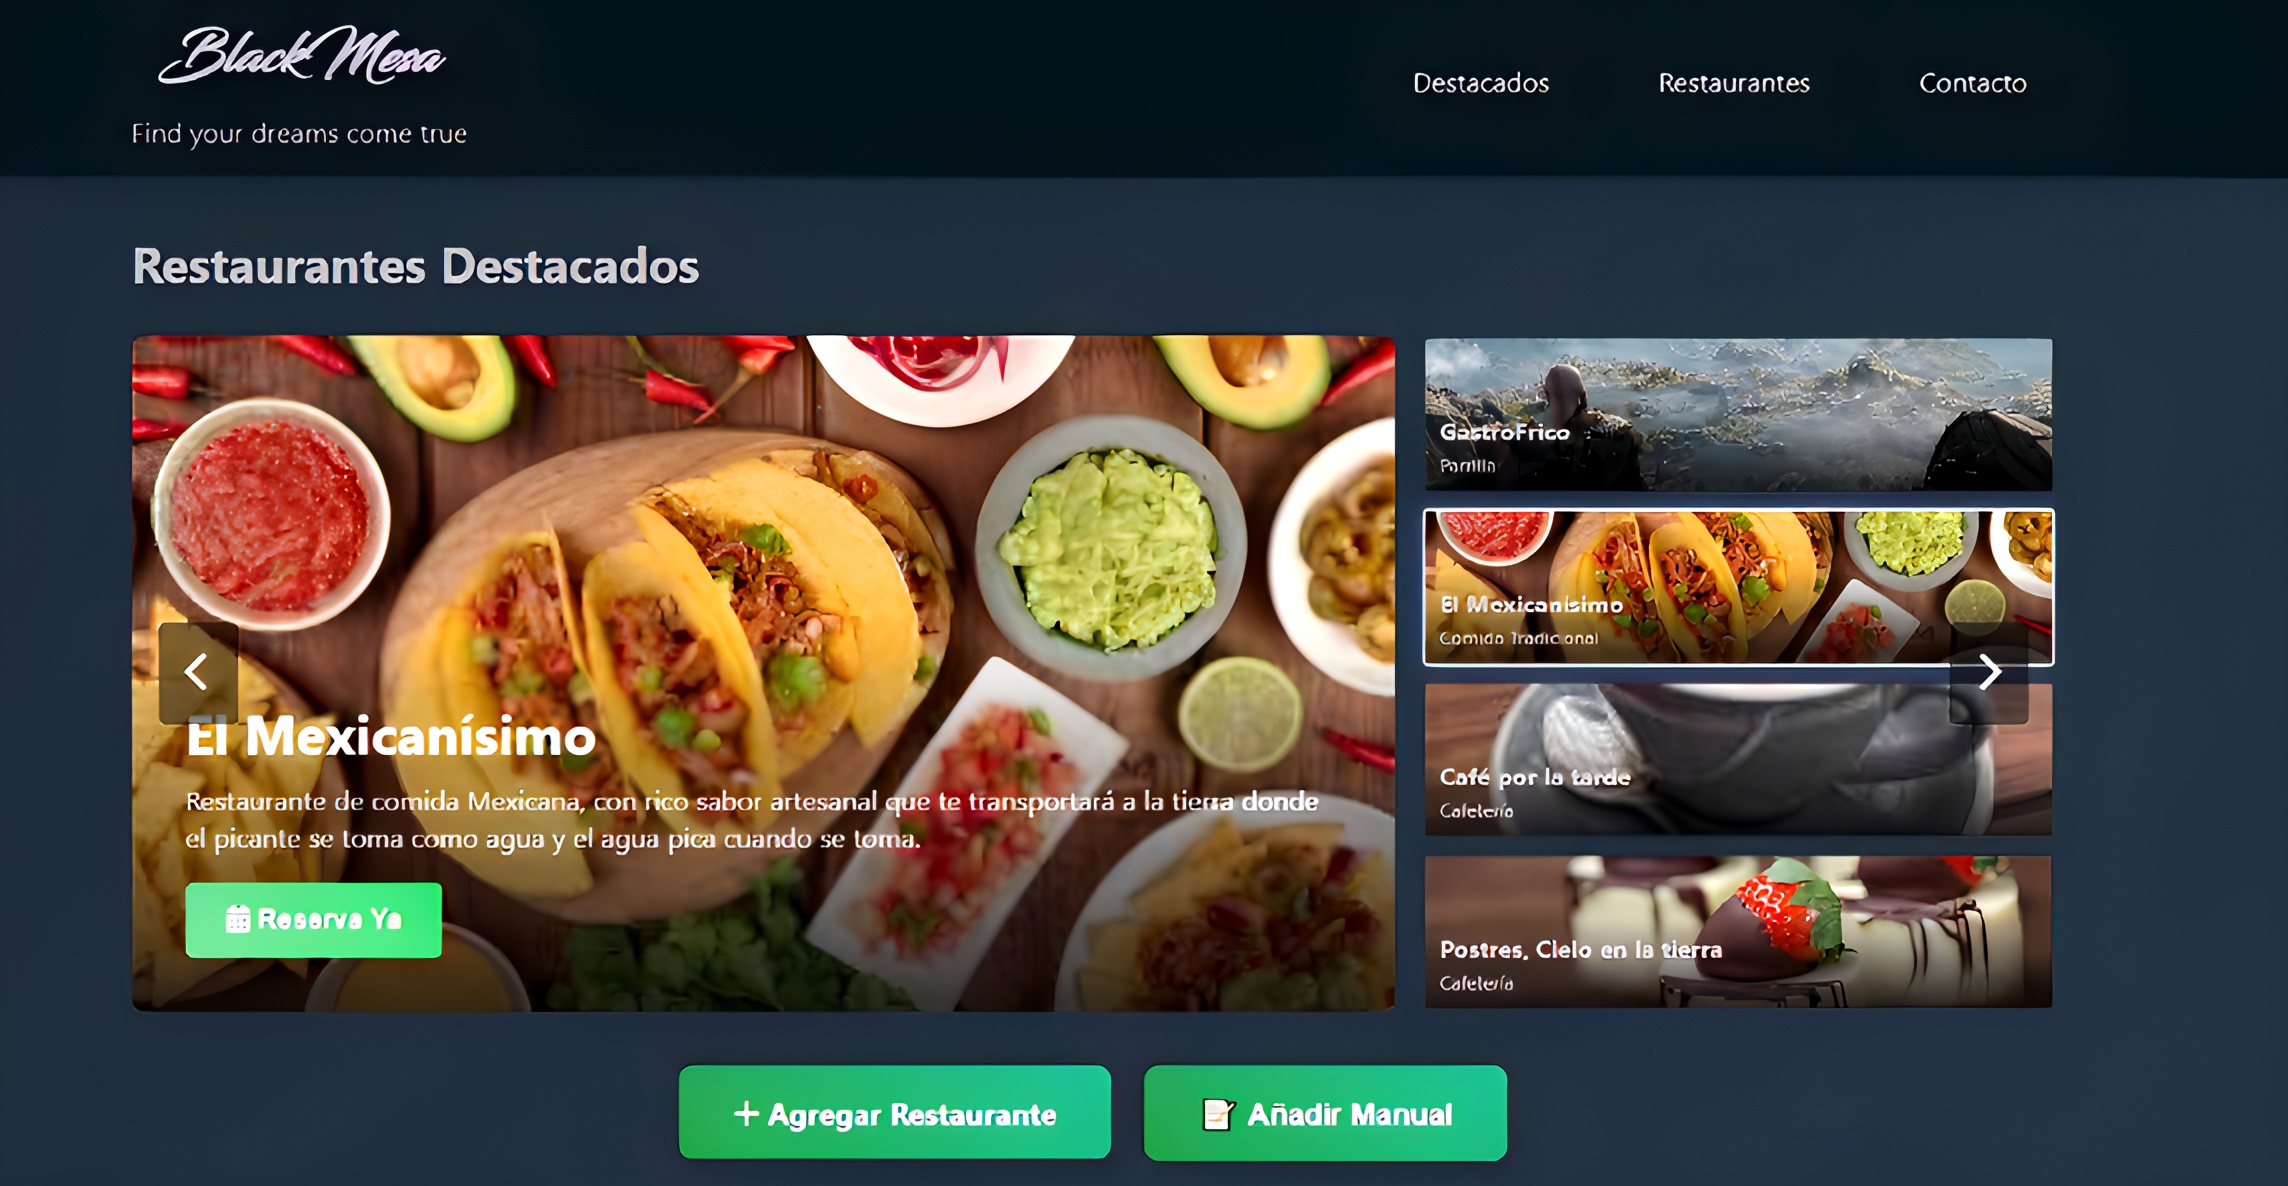 Black Mesa
Find your dreams come true
Destacados
Restaurantes
Contacto
Restaurantes Destacados
El Mexicanísimo
Restaurante de comida Mexicana, con rico sabor artesanal que te transportará a la tierra donde
el picante se toma como agua y el agua pica cuando se toma.
Reserva Ya
GastroFrico
Parrilla
El Mexicanísimo
Comida Tradicional
Café por la tarde
Cafetería
Postres, Cielo en la tierra
Cafetería
Agregar Restaurante
Añadir Manual